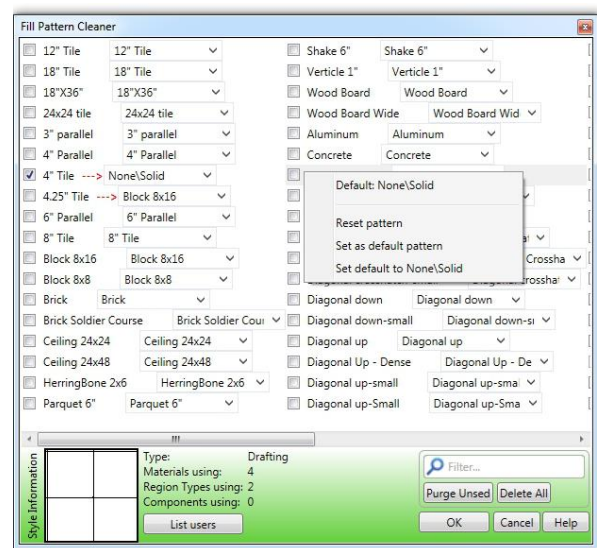 Fill Pattern Cleaner
12" Tile 12" Tile
Shake 6" Shake 6"
18" Tile 18" Tile
Verticle 1" Verticle 1"
18"X36" 18"X36"
Wood Board Wood Board
24x24 tile 24x24 tile
Wood Board Wide Wood Board Wid
3" parallel 3" parallel
Aluminum Aluminum
4" Parallel 4" Parallel
Concrete Concrete
4" Tile ---> None\Solid
4.25" Tile ---> Block 8x16
6" Parallel 6" Parallel
8" Tile 8" Tile
Block 8x16 Block 8x16
Crossha
Block 8x8 Block 8x8
Default: None\Solid
Reset pattern
Set as default pattern
Set default to None\Solid
Brick Brick
Diagonal down Diagonal down
Brick Soldier Course Brick Soldier Cour
Diagonal down-small Diagonal down-sr
Ceiling 24x24 Ceiling 24x24
Diagonal up Diagonal up
Ceiling 24x48 Ceiling 24x48
Diagonal Up - Dense Diagonal Up - De
HerringBone 2x6 HerringBone 2x6
Diagonal up-small Diagonal up-smal
Parquet 6" Parquet 6"
Diagonal up-Small Diagonal up-Sma
Style Information
Type: Drafting
Materials using: 4
Region Types using: 2
Components using: 0
List users
Filter...
Purge Unsed Delete All
OK Cancel Help